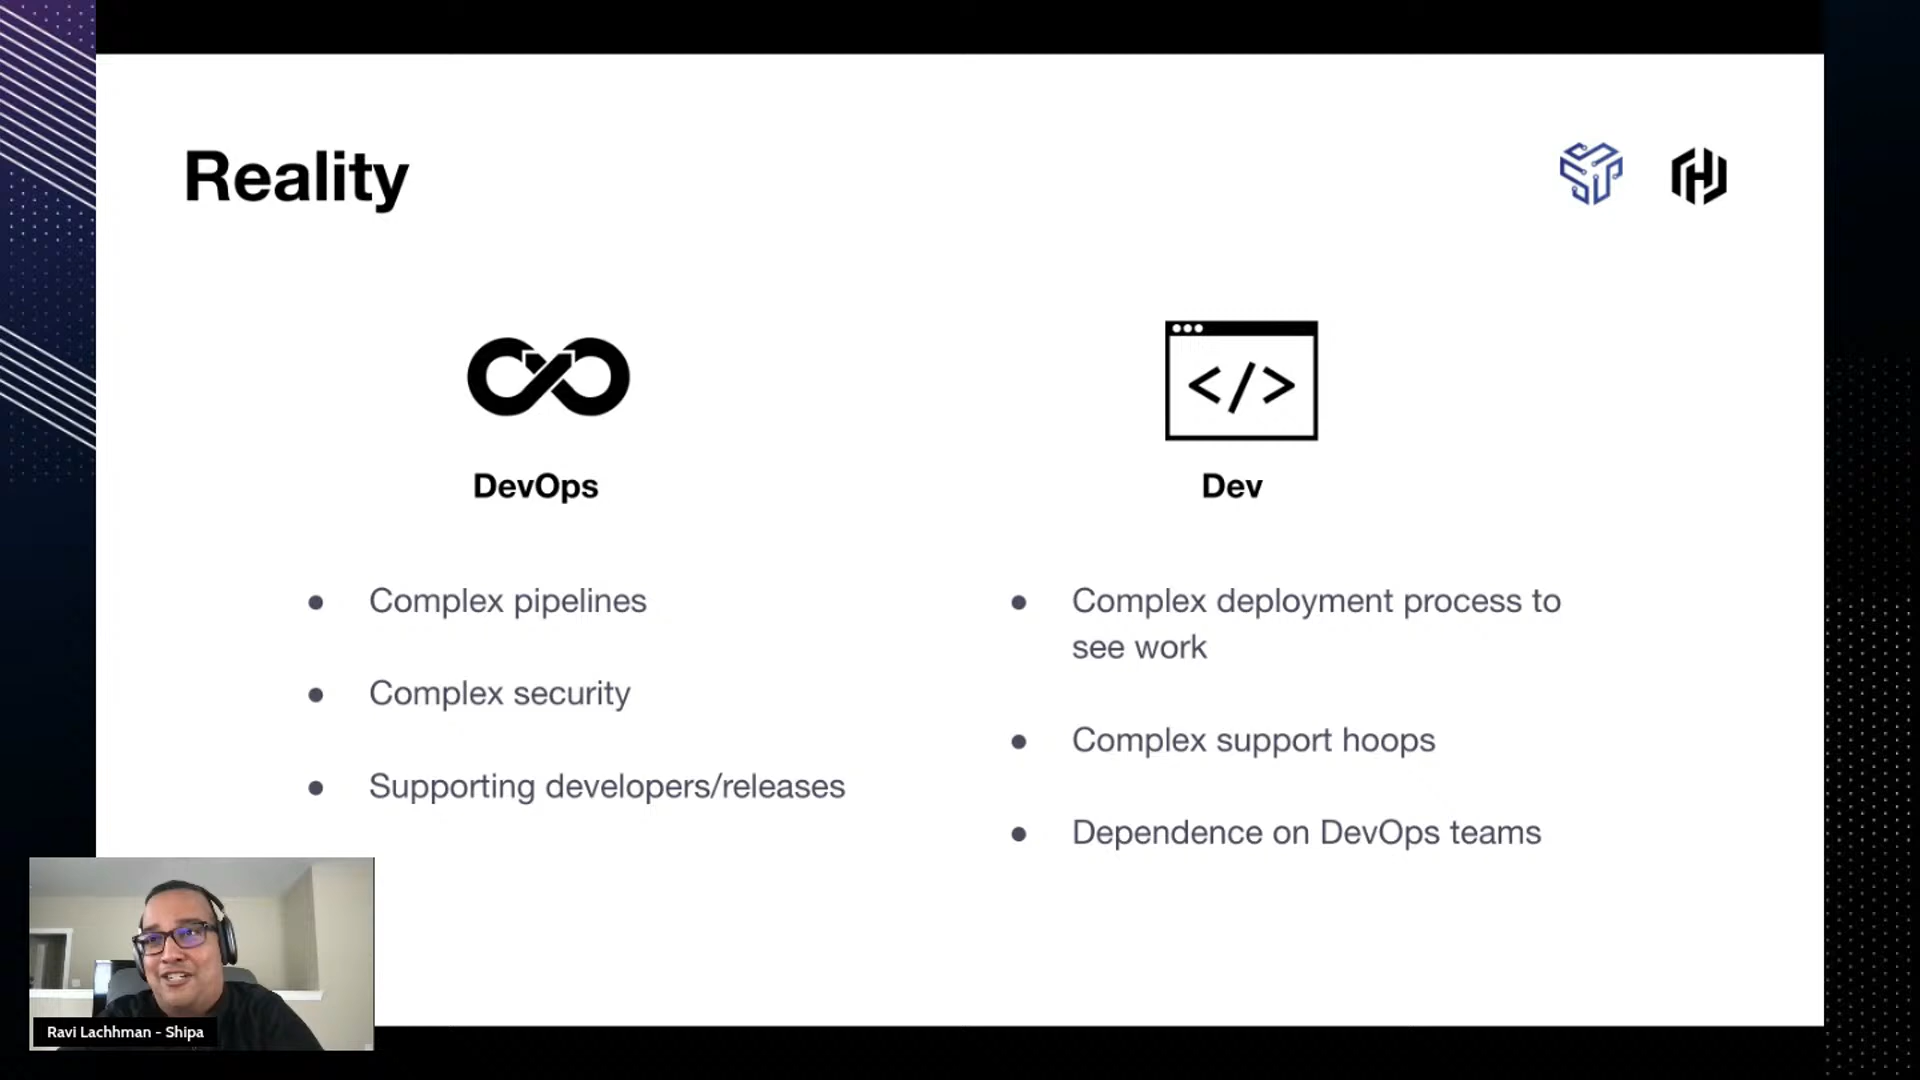 Reality
DevOps
Dev
</>
● Complex pipelines
● Complex security
● Supporting developers/releases
● Complex deployment process to
see work
● Complex support hoops
● Dependence on DevOps teams
Ravi Lachhman - Shipa